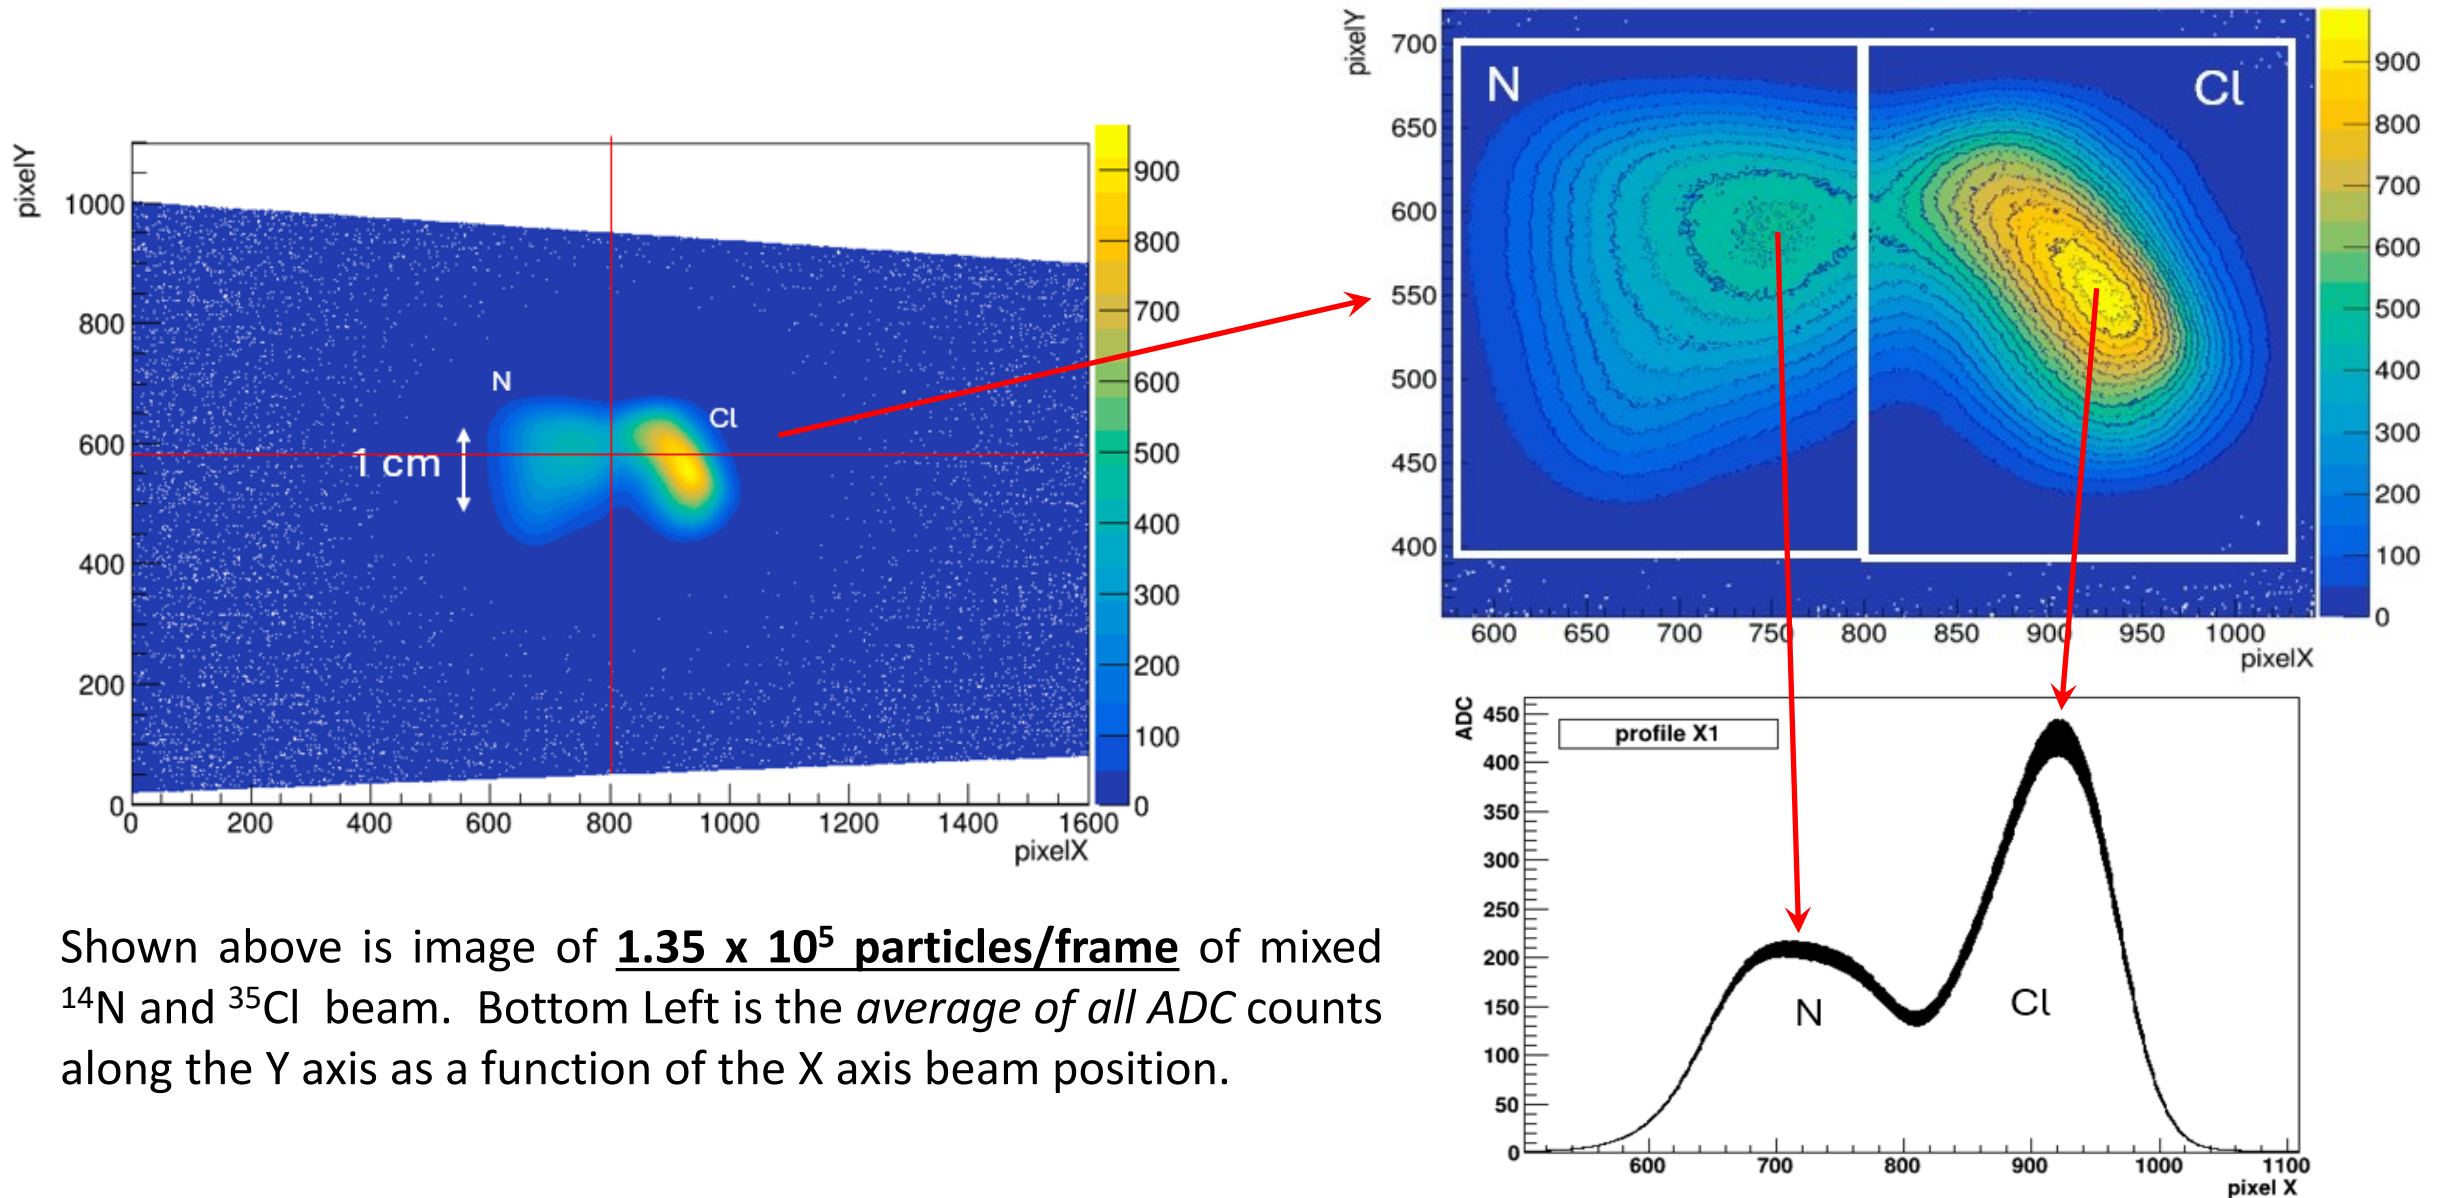 pixelY
1000
800
600
400
200
0
0 200 400 600 800 1000 1200 1400 1600
pixelX
N
Cl
1 cm
900
800
700
600
500
400
300
200
100
0
pixelY
700
650
600
550
500
450
400
N
Cl
600 650 700 750 800 850 900 950 1000
pixelX
900
800
700
600
500
400
300
200
100
0
Shown above is image of 1.35 x 10⁵ particles/frame of mixed
¹⁴N and ³⁵Cl beam. Bottom Left is the average of all ADC counts
along the Y axis as a function of the X axis beam position.
ADC
profile X1
450
400
350
300
250
200
150
100
50
0
N
Cl
600 700 800 900 1000 1100
pixel X